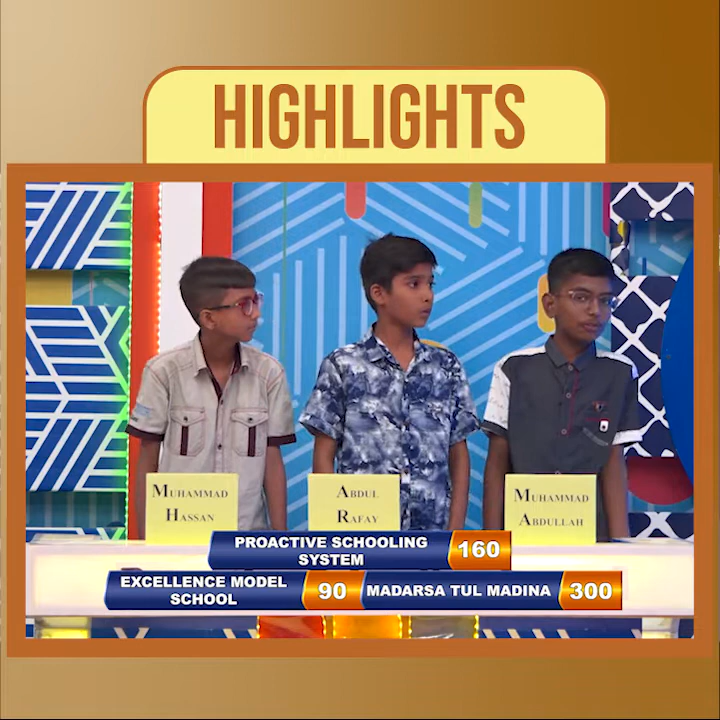 HIGHLIGHTS
MUHAMMAD
HASSAN
ABDUL
RAFAY
MUHAMMAD
ABDULLAH
PROACTIVE SCHOOLING
SYSTEM
160
EXCELLENCE MODEL
SCHOOL
90
MADARSA TUL MADINA
300